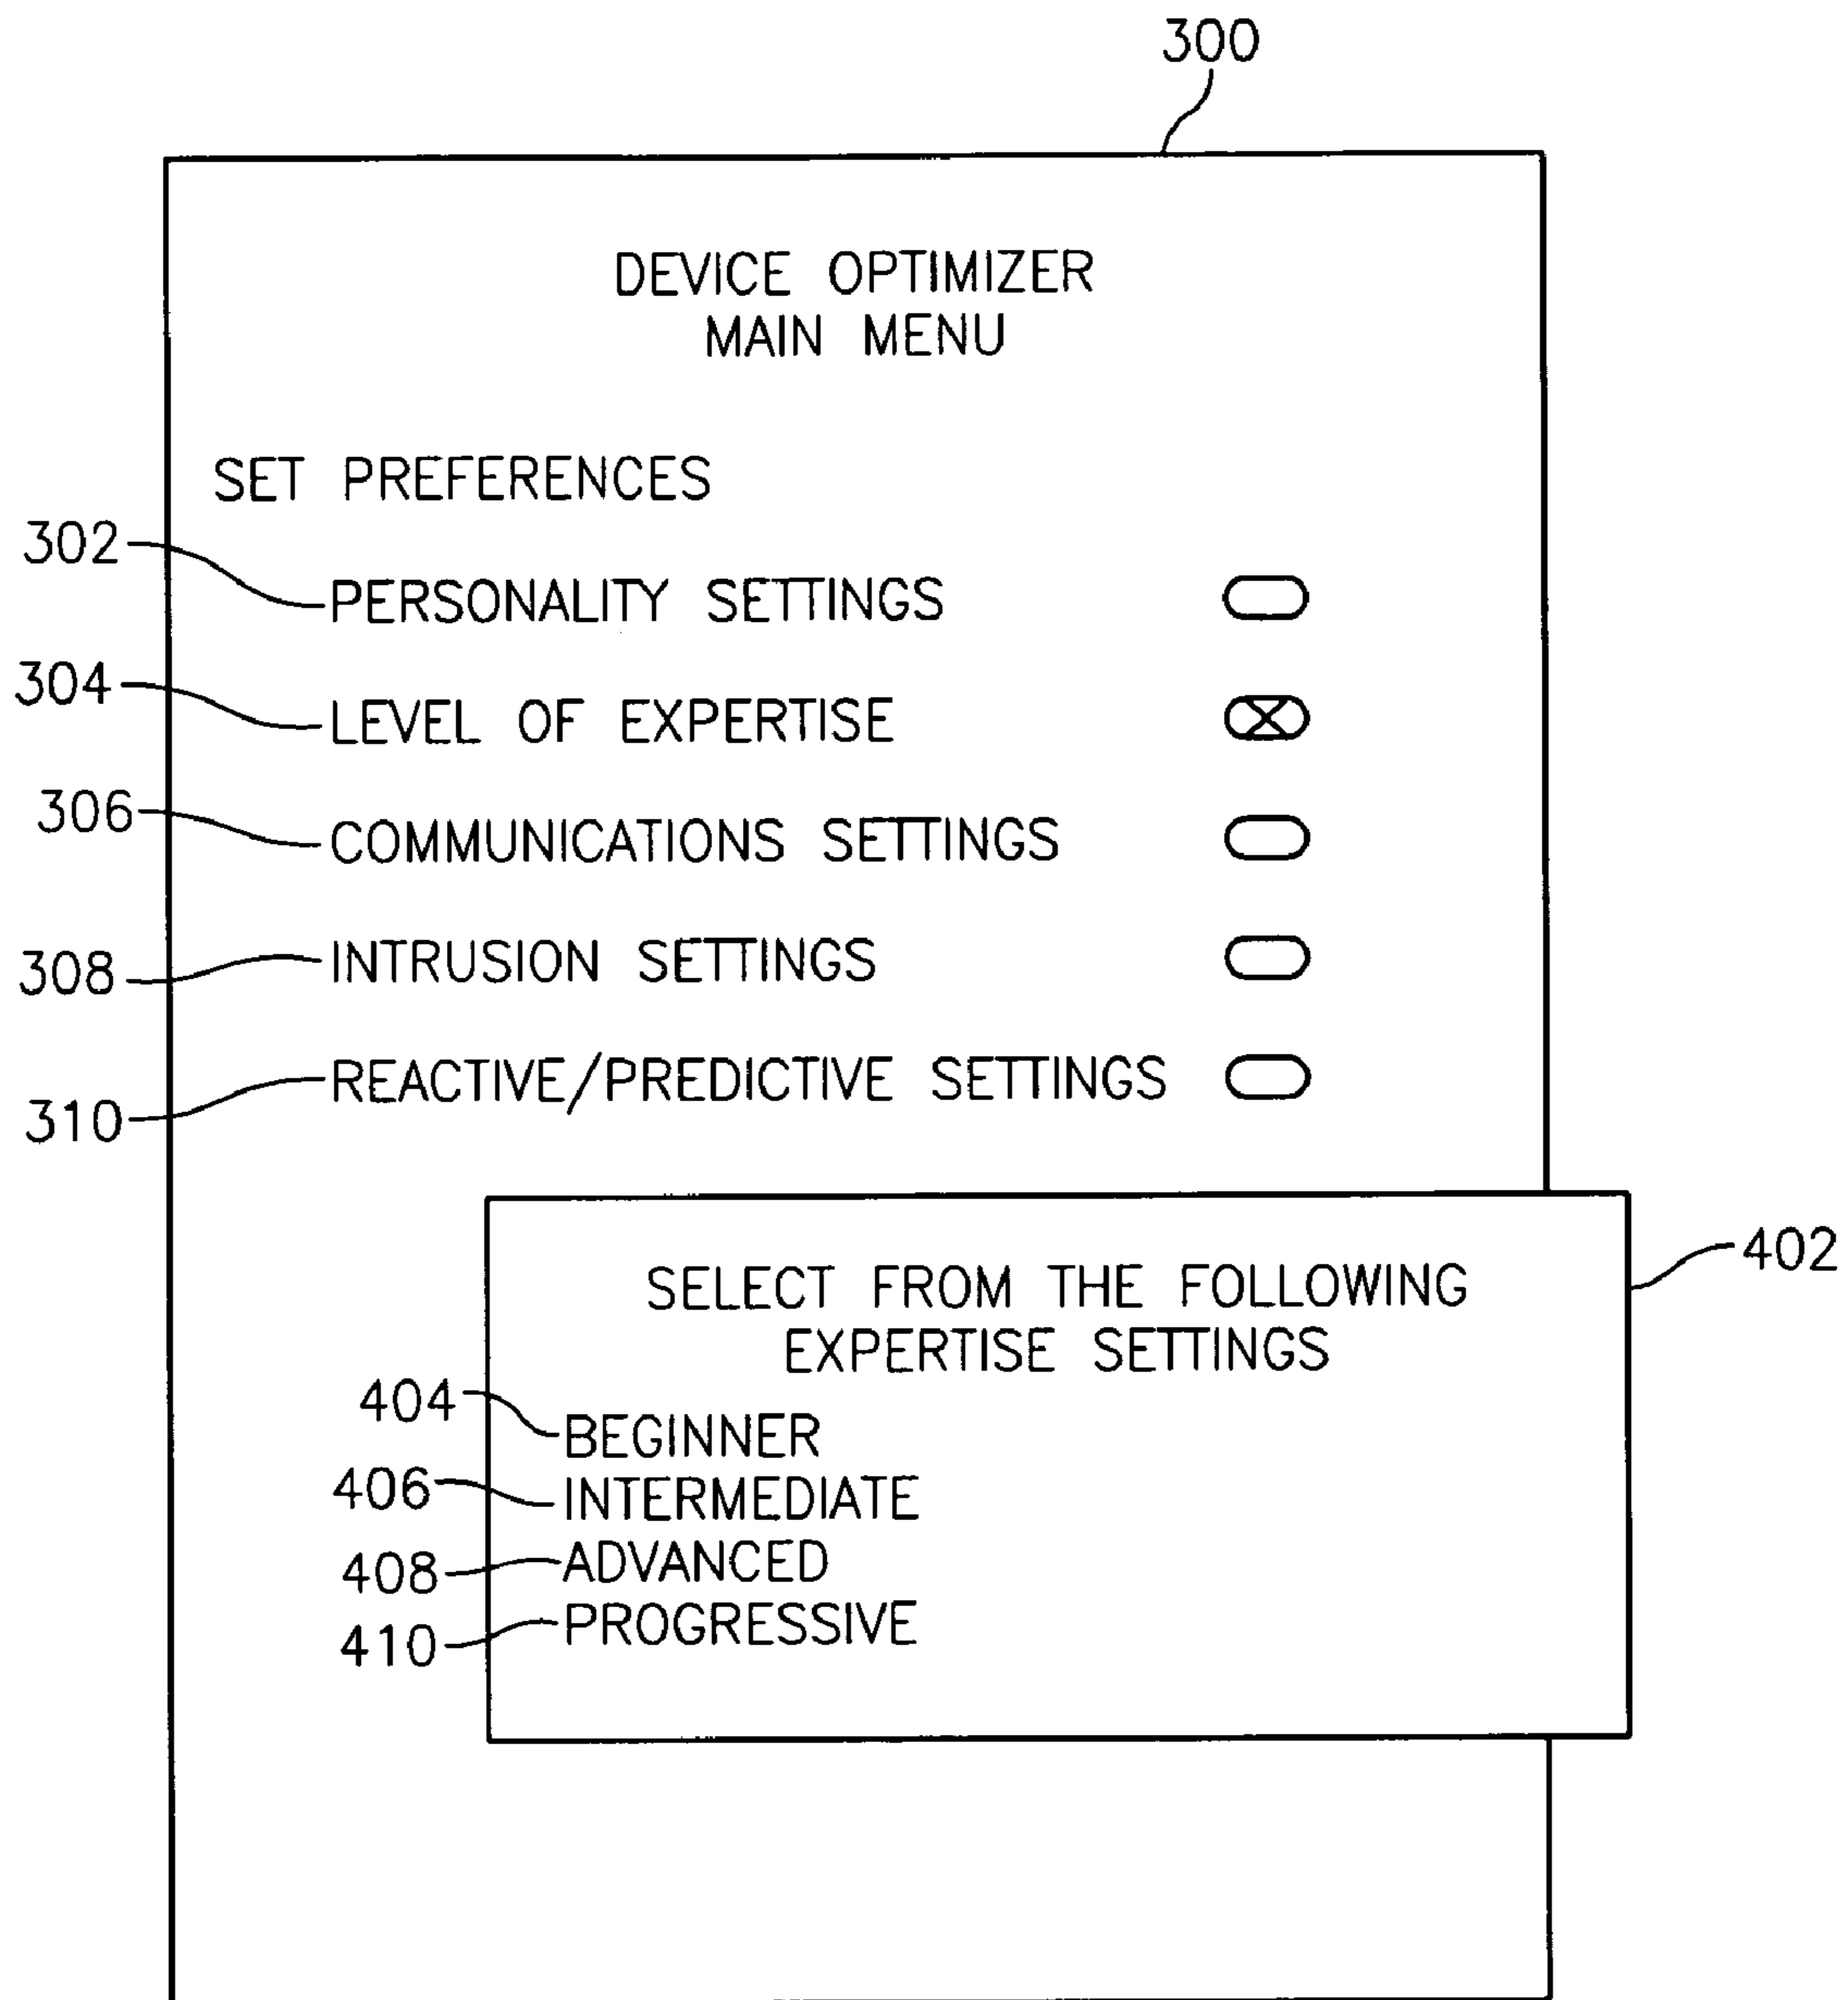 300
DEVICE OPTIMIZER
MAIN MENU
SET PREFERENCES
302
PERSONALITY SETTINGS
304
LEVEL OF EXPERTISE
306
COMMUNICATIONS SETTINGS
308
INTRUSION SETTINGS
310
REACTIVE/PREDICTIVE SETTINGS
402
SELECT FROM THE FOLLOWING
EXPERTISE SETTINGS
404
BEGINNER
406
INTERMEDIATE
408
ADVANCED
410
PROGRESSIVE